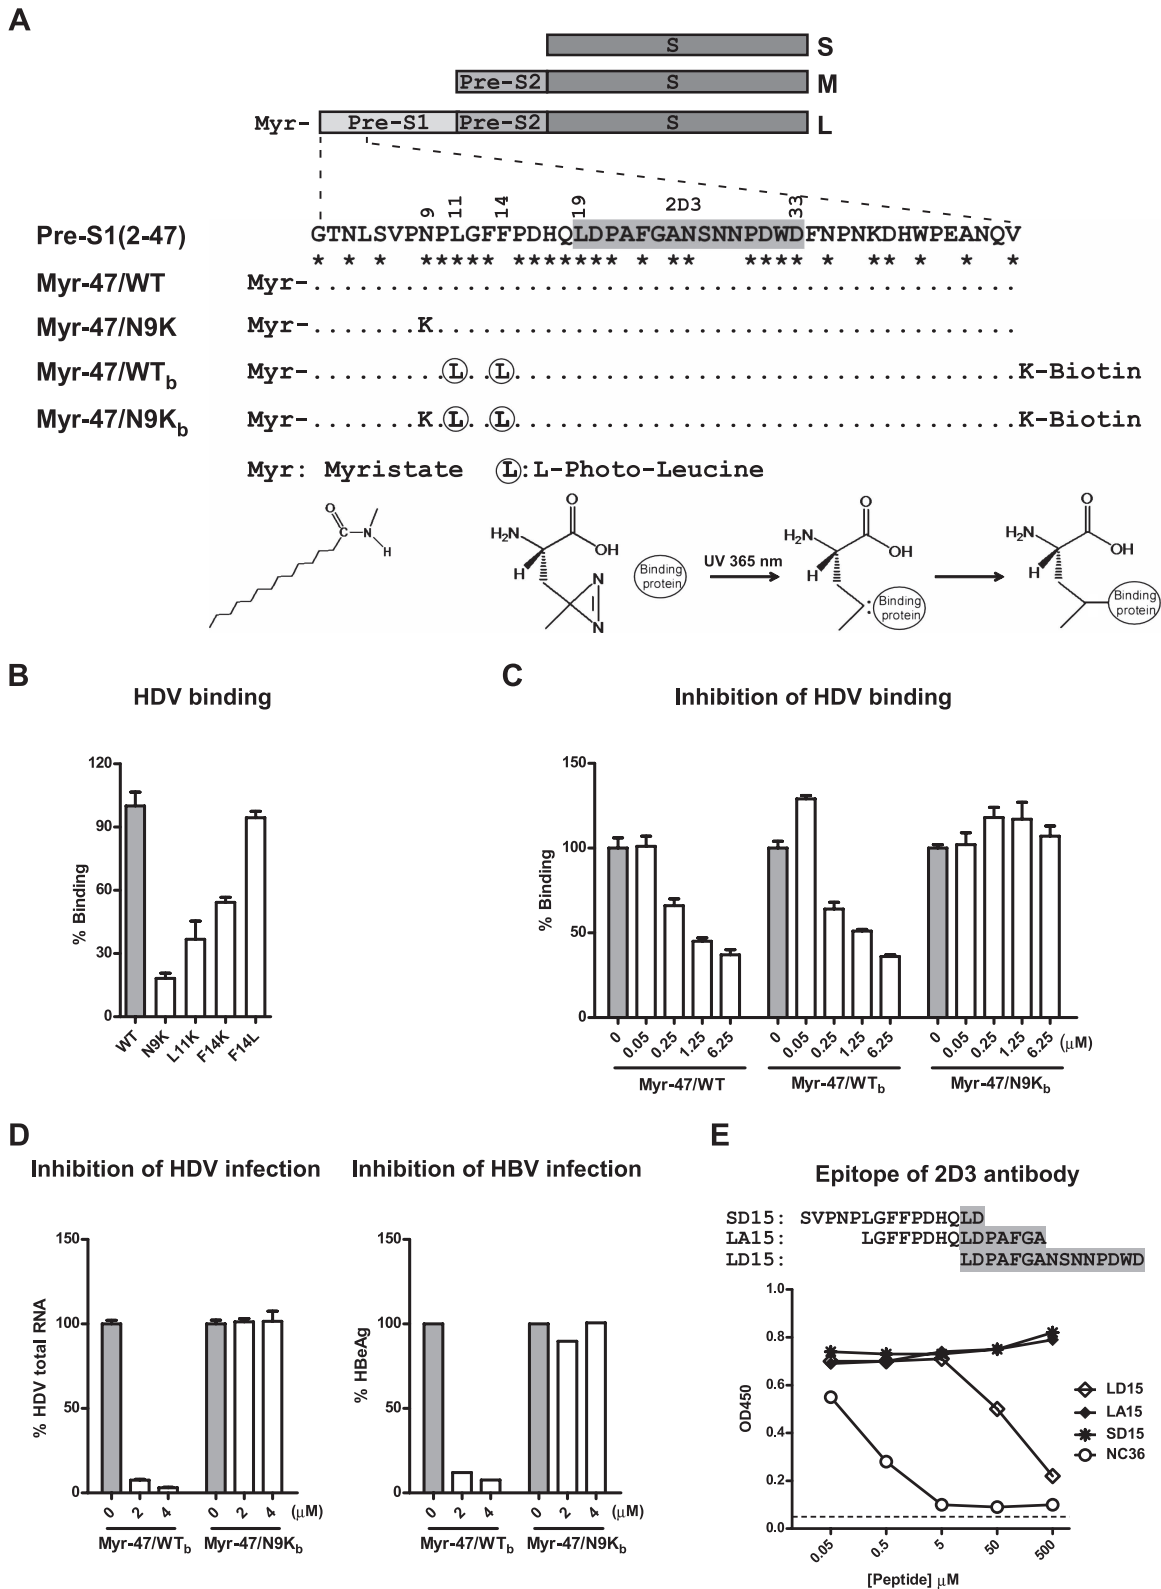 A
S S
Pre-S2 S M
Myr- Pre-S1 Pre-S2 S L
9 11 14 19 2D3 33
Pre-S1(2-47) GTNLSVPNPLGFFPDHQLDPAFGANSNNPDWDFNPNKDHWPEANQV
Myr-47/WT Myr-
Myr-47/N9K Myr- K
Myr-47/WTb Myr- L L K-Biotin
Myr-47/N9Kb Myr- K L L K-Biotin
Myr: Myristate L:L-Photo-Leucine
O C N H
H2N O OH H N N
Binding protein
UV 365 nm
H2N O OH H : Binding protein
H2N O OH H Binding protein
B
HDV binding
% Binding
120
90
60
30
0
WT N9K L11K F14K F14L
C
Inhibition of HDV binding
% Binding
150
100
50
0
0 0.05 0.25 1.25 6.25 0 0.05 0.25 1.25 6.25 0 0.05 0.25 1.25 6.25 (μM)
Myr-47/WT Myr-47/WTb Myr-47/N9Kb
D
Inhibition of HDV infection
% HDV total RNA
150
100
50
0
0 2 4 0 2 4 (μM)
Myr-47/WTb Myr-47/N9Kb
Inhibition of HBV infection
% HBeAg
150
100
50
0
0 2 4 0 2 4 (μM)
Myr-47/WTb Myr-47/N9Kb
E
Epitope of 2D3 antibody
SD15: SVPNPLGFFPDHQLD
LA15: LGFFPDHQLDPAFGA
LD15: LDPAFGANSNNPDWD
OD450
1.0
0.8
0.6
0.4
0.2
0.0
LD15
LA15
SD15
NC36
0.05 0.5 5 50 500
[Peptide] μM